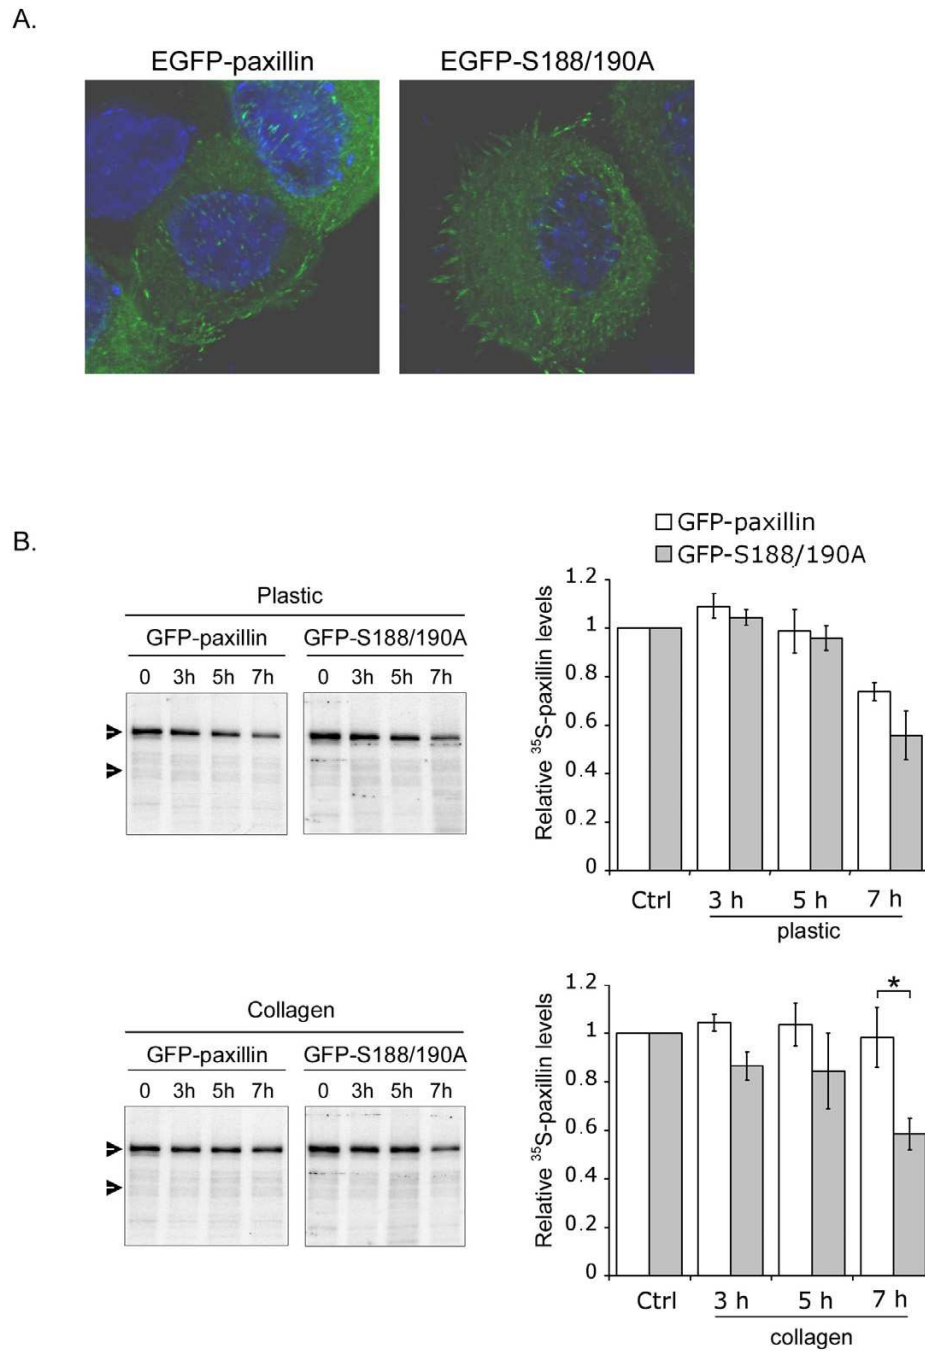 A.
EGFP-paxillin EGFP-S188/190A
B.
Plastic
GFP-paxillin GFP-S188/190A
0 3h 5h 7h 0 3h 5h 7h
GFP-paxillin
GFP-S188/190A
Relative ³⁵S-paxillin levels
1.2
1
0.8
0.6
0.4
0.2
0
Ctrl 3 h 5 h 7 h
plastic
Collagen
GFP-paxillin GFP-S188/190A
0 3h 5h 7h 0 3h 5h 7h
Relative ³⁵S-paxillin levels
1.2
1
0.8
0.6
0.4
0.2
0
*
Ctrl 3 h 5 h 7 h
collagen